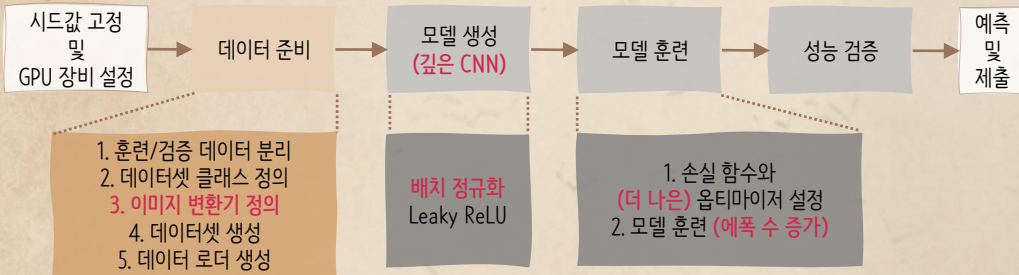 시드값 고정
및
GPU 장비 설정
데이터 준비
모델 생성
(깊은 CNN)
모델 훈련
성능 검증
예측
및
제출
1. 훈련/검증 데이터 분리
2. 데이터셋 클래스 정의
3. 이미지 변환기 정의
4. 데이터셋 생성
5. 데이터 로더 생성
배치 정규화
Leaky ReLU
1. 손실 함수와
(더 나은) 옵티마이저 설정
2. 모델 훈련 (에폭 수 증가)